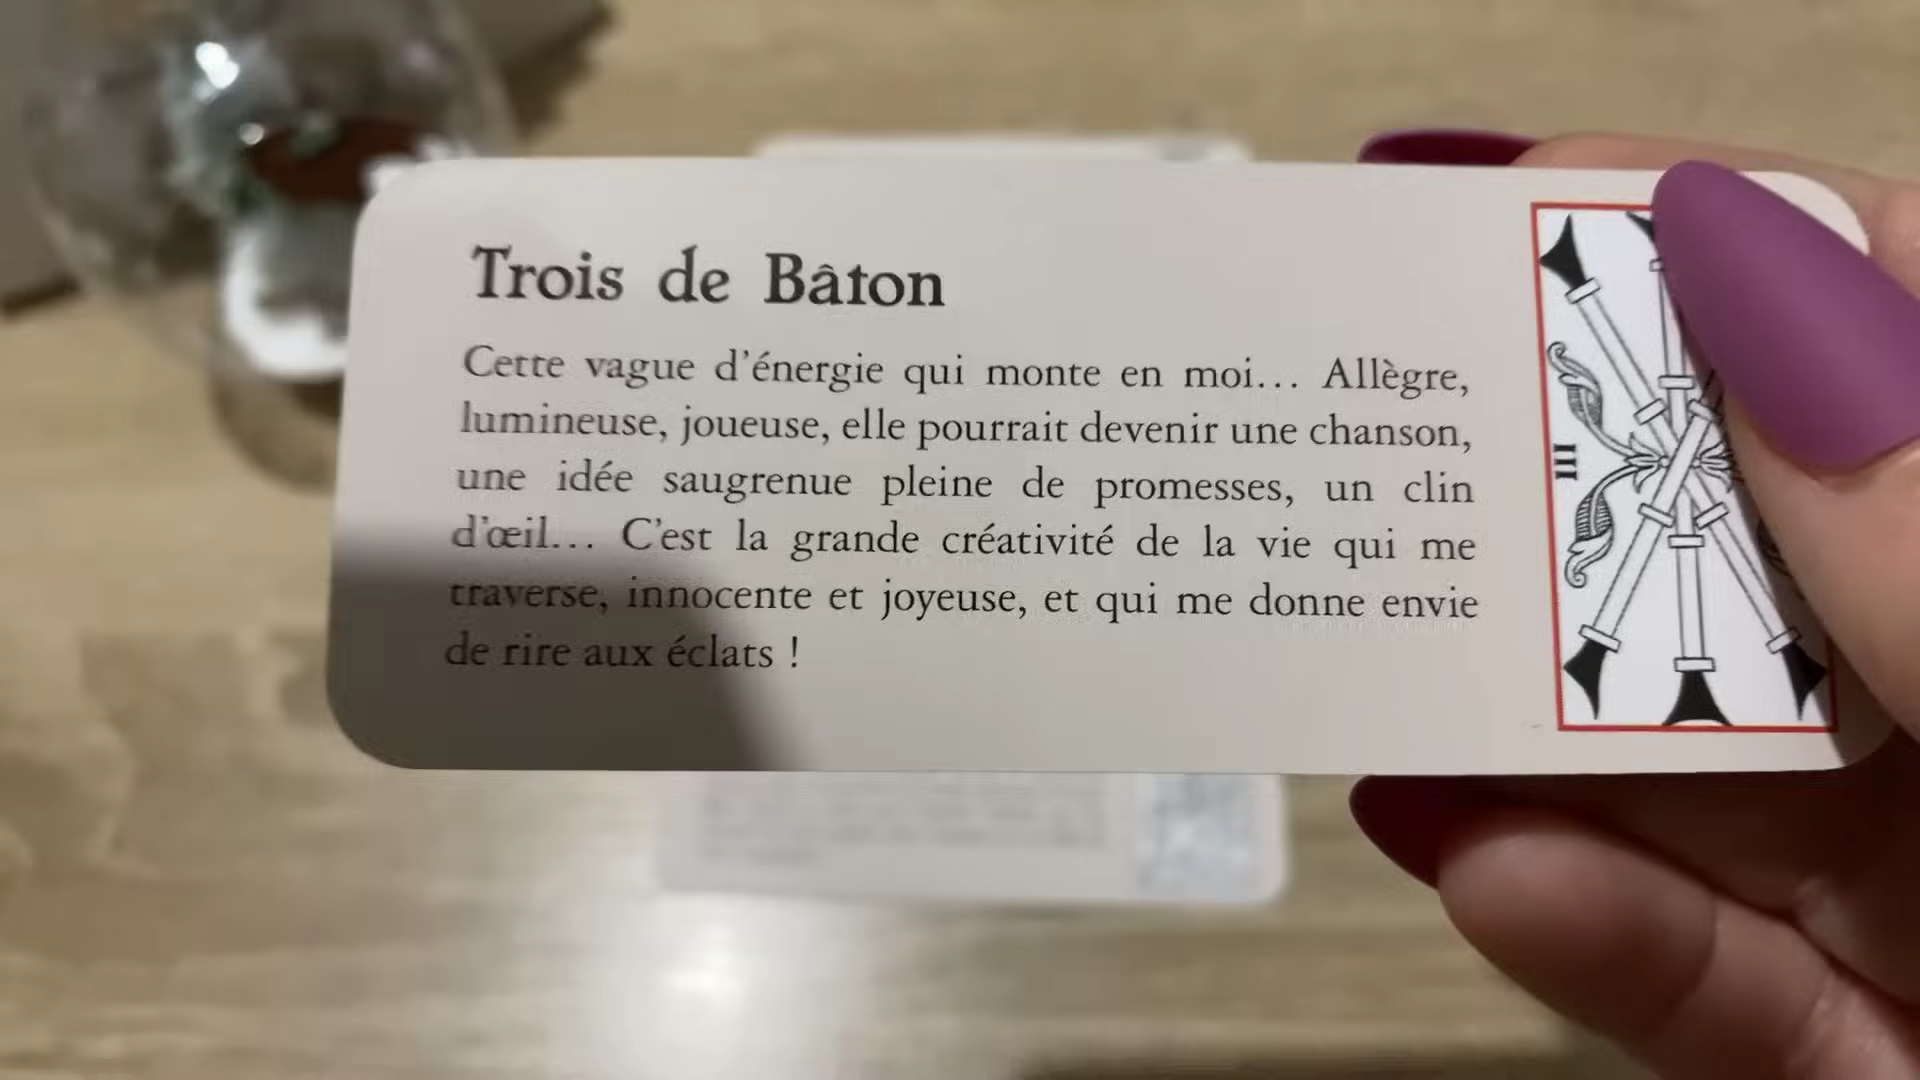 Trois de Bâton
Cette vague d'énergie qui monte en moi... Allègre,
lumineuse, joueuse, elle pourrait devenir une chanson,
une idée saugrenue pleine de promesses, un clin
d'œil... C'est la grande créativité de la vie qui me
traverse, innocente et joyeuse, et qui me donne envie
de rire aux éclats !
III